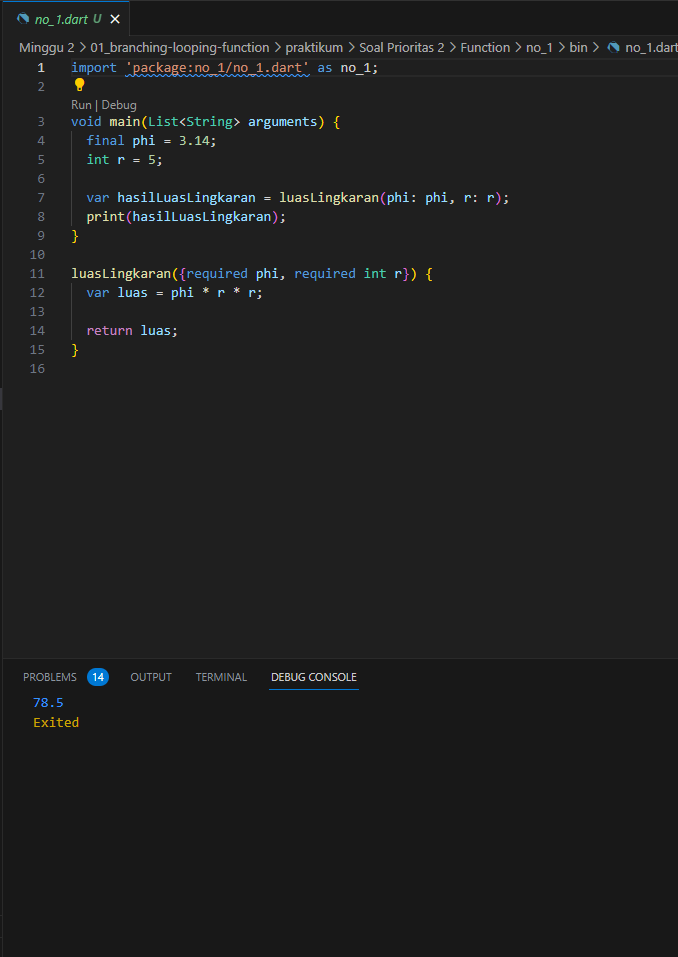 no_1.dart U
Minggu 2 > 01_branching-looping-function > praktikum > Soal Prioritas 2 > Function > no_1 > bin > no_1.dart
1 import 'package:no_1/no_1.dart' as no_1;
2
Run | Debug
3 void main(List<String> arguments) {
4   final phi = 3.14;
5   int r = 5;
6
7   var hasilLuasLingkaran = luasLingkaran(phi: phi, r: r);
8   print(hasilLuasLingkaran);
9 }
10
11 luasLingkaran({required phi, required int r}) {
12   var luas = phi * r * r;
13
14   return luas;
15 }
16
PROBLEMS 14 OUTPUT TERMINAL DEBUG CONSOLE
78.5
Exited